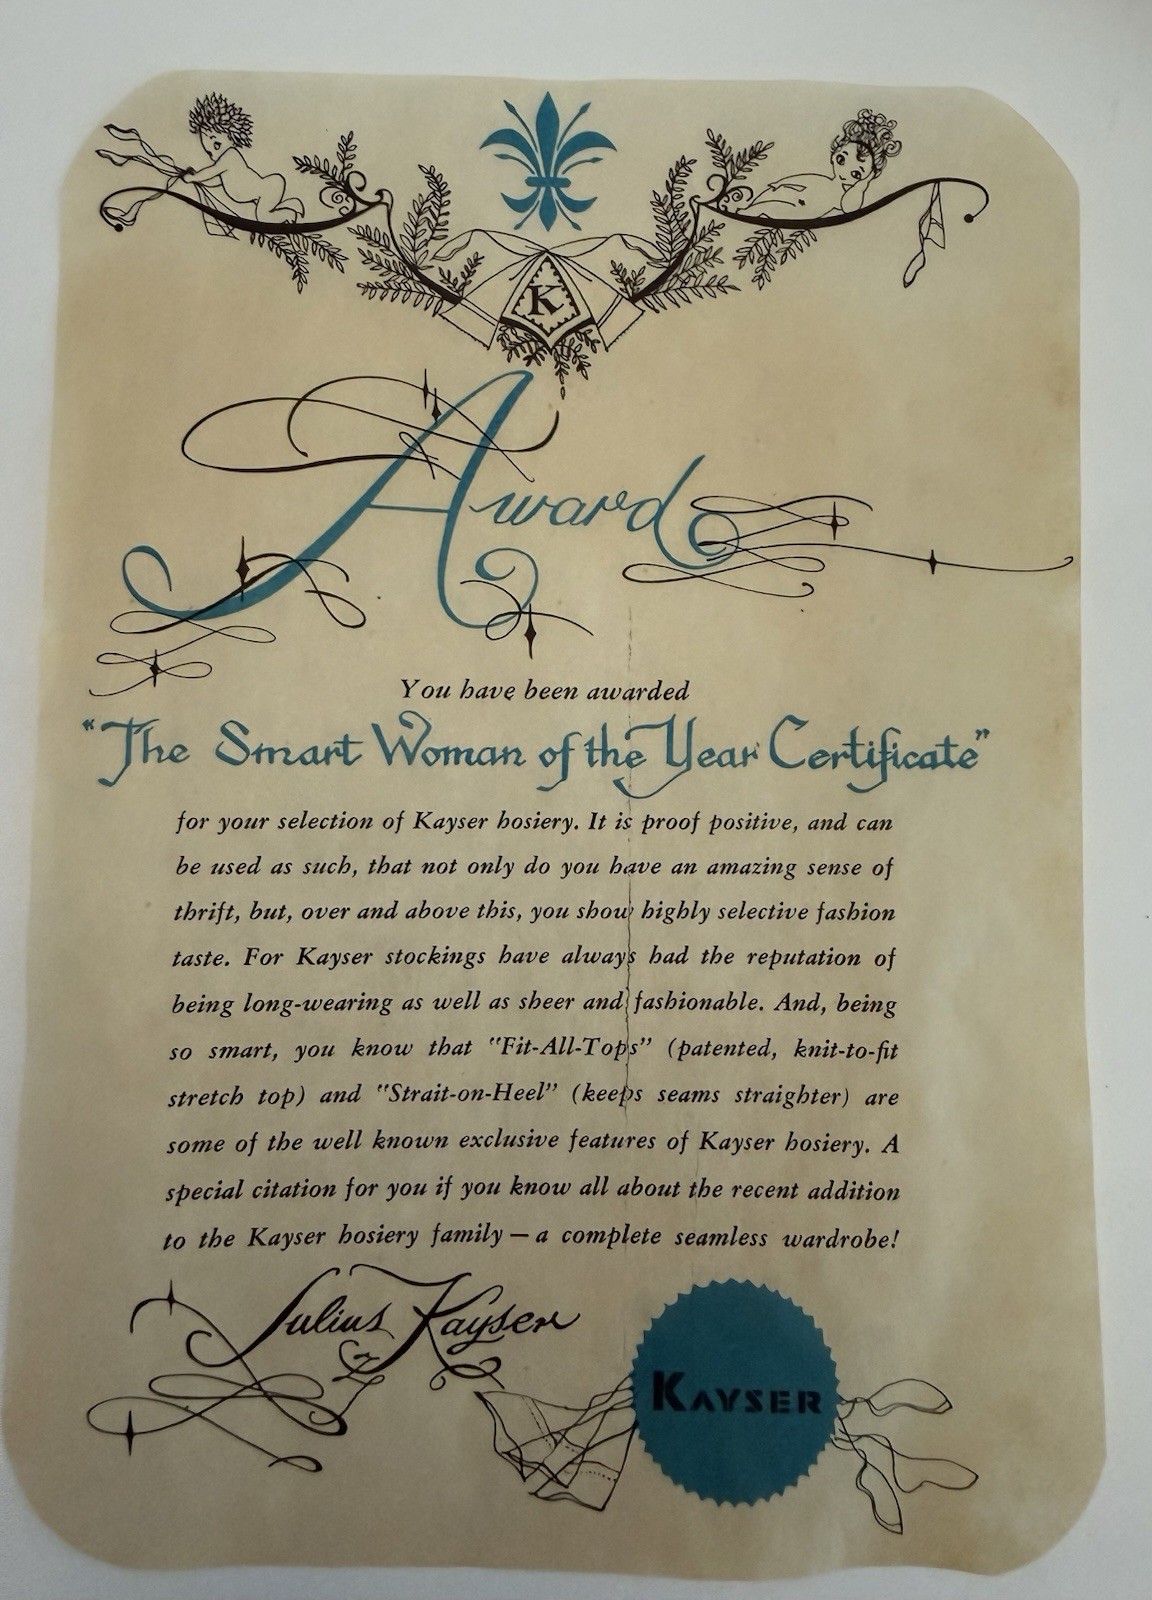 K
Award
You have been awarded
"The Smart Woman of the Year Certificate"
for your selection of Kayser hosiery. It is proof positive, and can
be used as such, that not only do you have an amazing sense of
thrift, but, over and above this, you show highly selective fashion
taste. For Kayser stockings have always had the reputation of
being long-wearing as well as sheer and fashionable. And, being
so smart, you know that "Fit-All-Tops" (patented, knit-to-fit
stretch top) and "Strait-on-Heel" (keeps seams straighter) are
some of the well known exclusive features of Kayser hosiery. A
special citation for you if you know all about the recent addition
to the Kayser hosiery family — a complete seamless wardrobe!
Julius Kayser
KAYSER